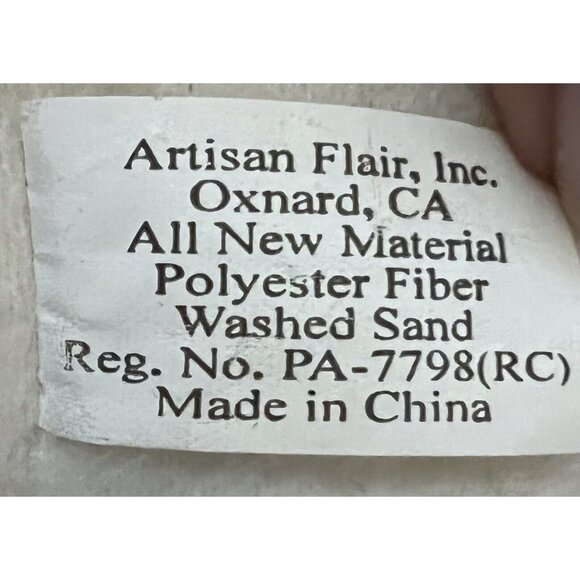 Artisan Flair, Inc.
Oxnard, CA
All New Material
Polyester Fiber
Washed Sand
Reg. No. PA-7798(RC)
Made in China